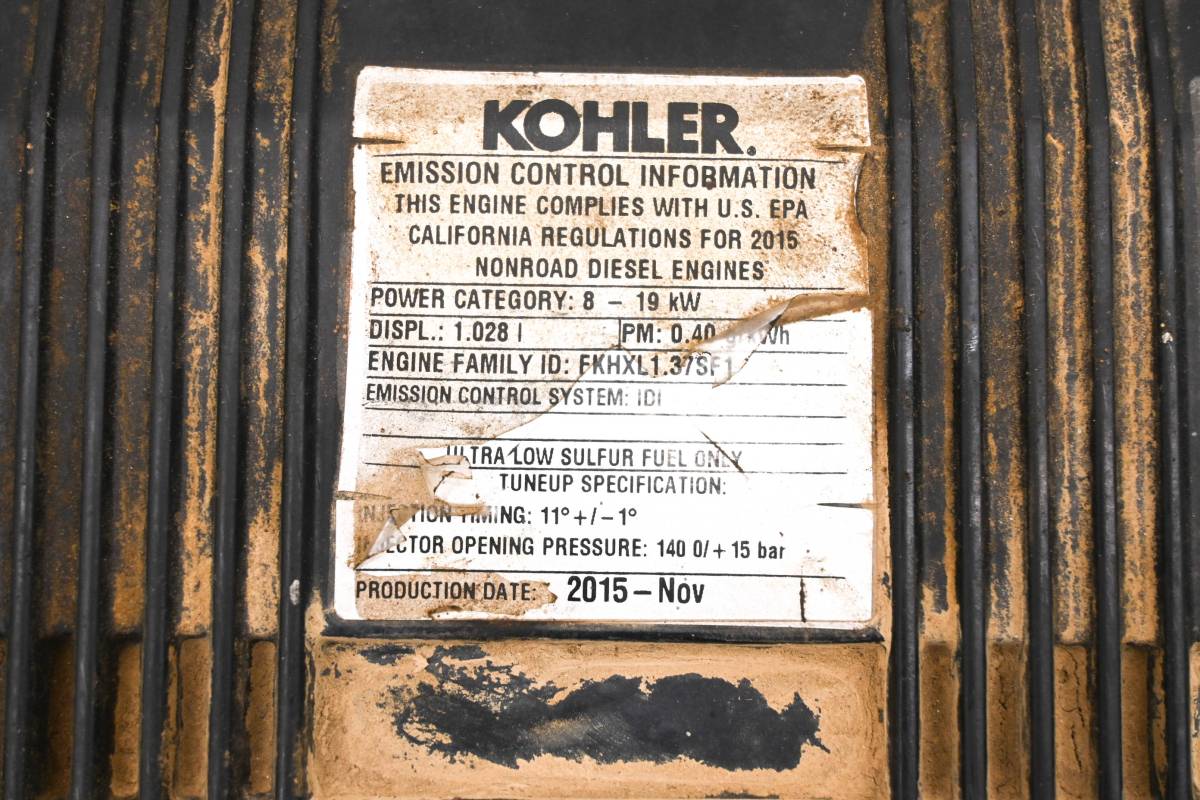 KOHLER.
EMISSION CONTROL INFORMATION
THIS ENGINE COMPLIES WITH U.S. EPA
CALIFORNIA REGULATIONS FOR 2015
NONROAD DIESEL ENGINES
POWER CATEGORY: 8 – 19 kW
DISPL.: 1.028 l PM: 0.40 g/kWh
ENGINE FAMILY ID: FKHXL1.37SF1
EMISSION CONTROL SYSTEM: IDI
ULTRA LOW SULFUR FUEL ONLY
TUNEUP SPECIFICATION:
INJECTION TIMING: 11° +/– 1°
OPENING PRESSURE: 140 0/+15 bar
PRODUCTION DATE: 2015–Nov